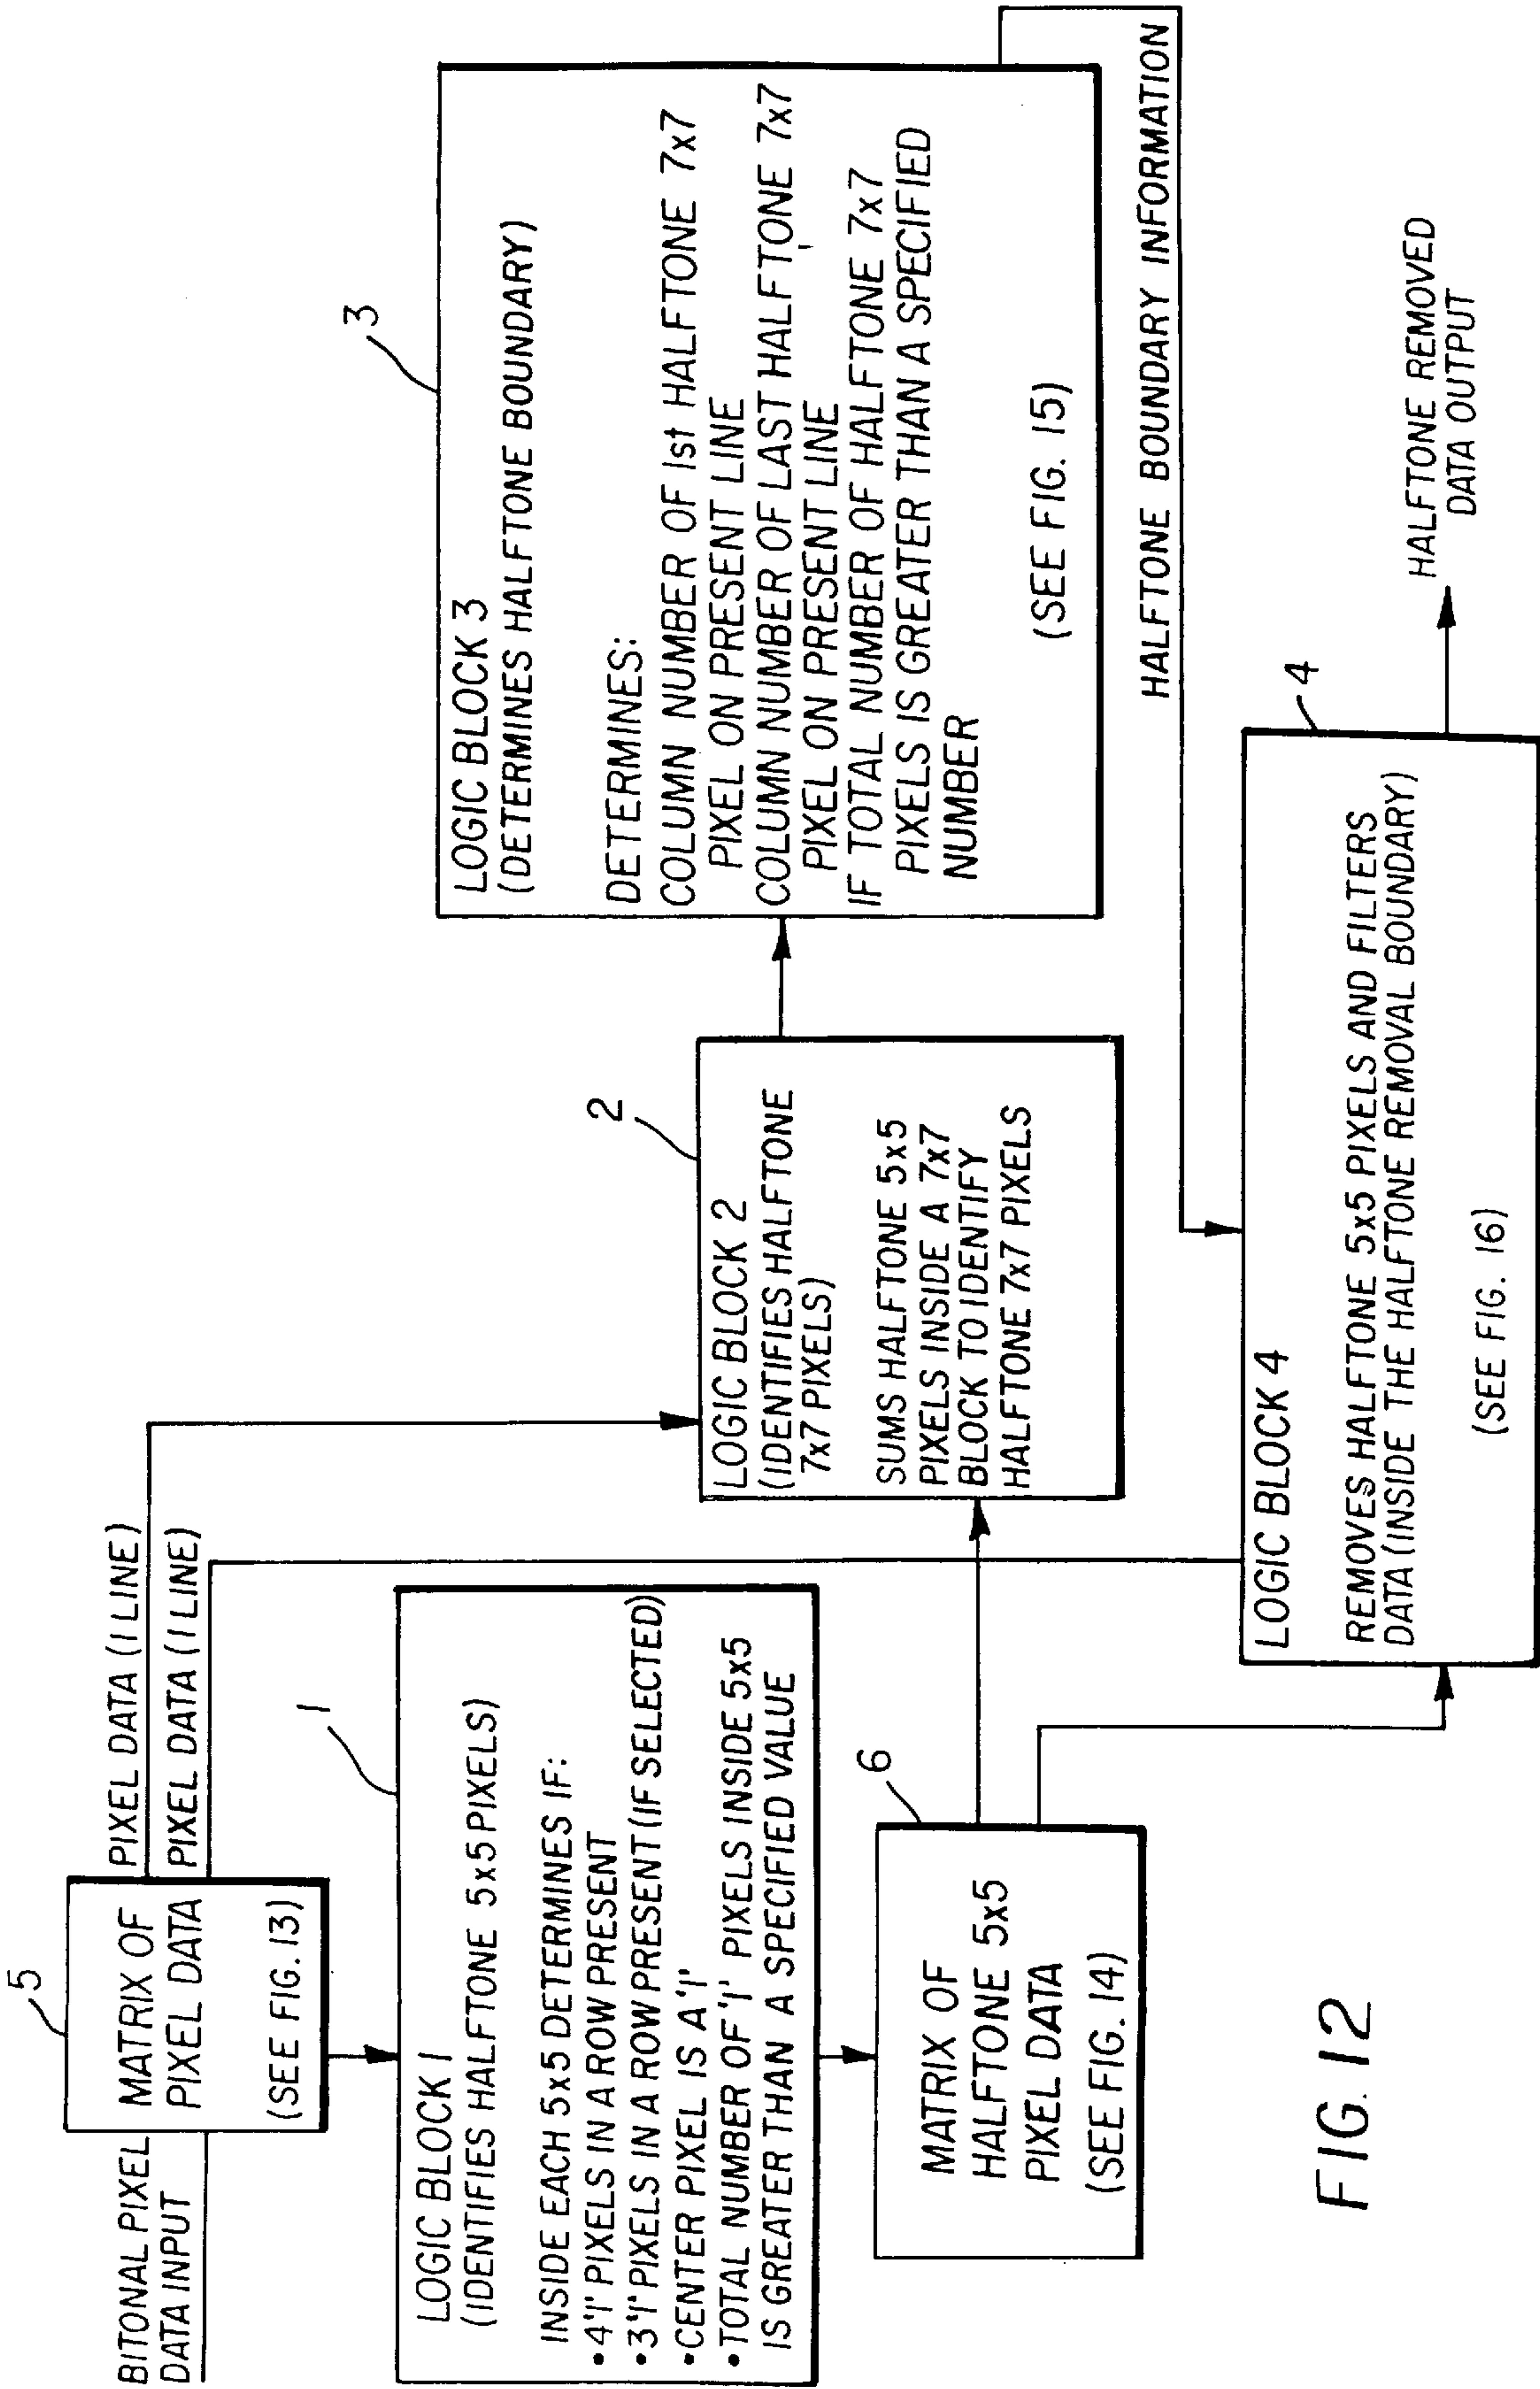 BITONAL PIXEL
DATA INPUT
5
MATRIX OF
PIXEL DATA
(SEE FIG. 13)
PIXEL DATA (1 LINE)
PIXEL DATA (1 LINE)
1
LOGIC BLOCK 1
(IDENTIFIES HALFTONE 5x5 PIXELS)
INSIDE EACH 5x5 DETERMINES IF:
•4'1' PIXELS IN A ROW PRESENT
•3'1' PIXELS IN A ROW PRESENT (IF SELECTED)
•CENTER PIXEL IS A '1'
•TOTAL NUMBER OF '1' PIXELS INSIDE 5x5
IS GREATER THAN A SPECIFIED VALUE
6
MATRIX OF
HALFTONE 5x5
PIXEL DATA
(SEE FIG. 14)
2
LOGIC BLOCK 2
(IDENTIFIES HALFTONE
7x7 PIXELS)
SUMS HALFTONE 5x5
PIXELS INSIDE A 7x7
BLOCK TO IDENTIFY
HALFTONE 7x7 PIXELS
3
LOGIC BLOCK 3
(DETERMINES HALFTONE BOUNDARY)
DETERMINES:
COLUMN NUMBER OF 1st HALFTONE 7x7
PIXEL ON PRESENT LINE
COLUMN NUMBER OF LAST HALFTONE 7x7
PIXEL ON PRESENT LINE
IF TOTAL NUMBER OF HALFTONE 7x7
PIXELS IS GREATER THAN A SPECIFIED
NUMBER
(SEE FIG. 15)
HALFTONE BOUNDARY INFORMATION
4
LOGIC BLOCK 4
REMOVES HALFTONE 5x5 PIXELS AND FILTERS
DATA (INSIDE THE HALFTONE REMOVAL BOUNDARY)
(SEE FIG. 16)
HALFTONE REMOVED
DATA OUTPUT
FIG. 12